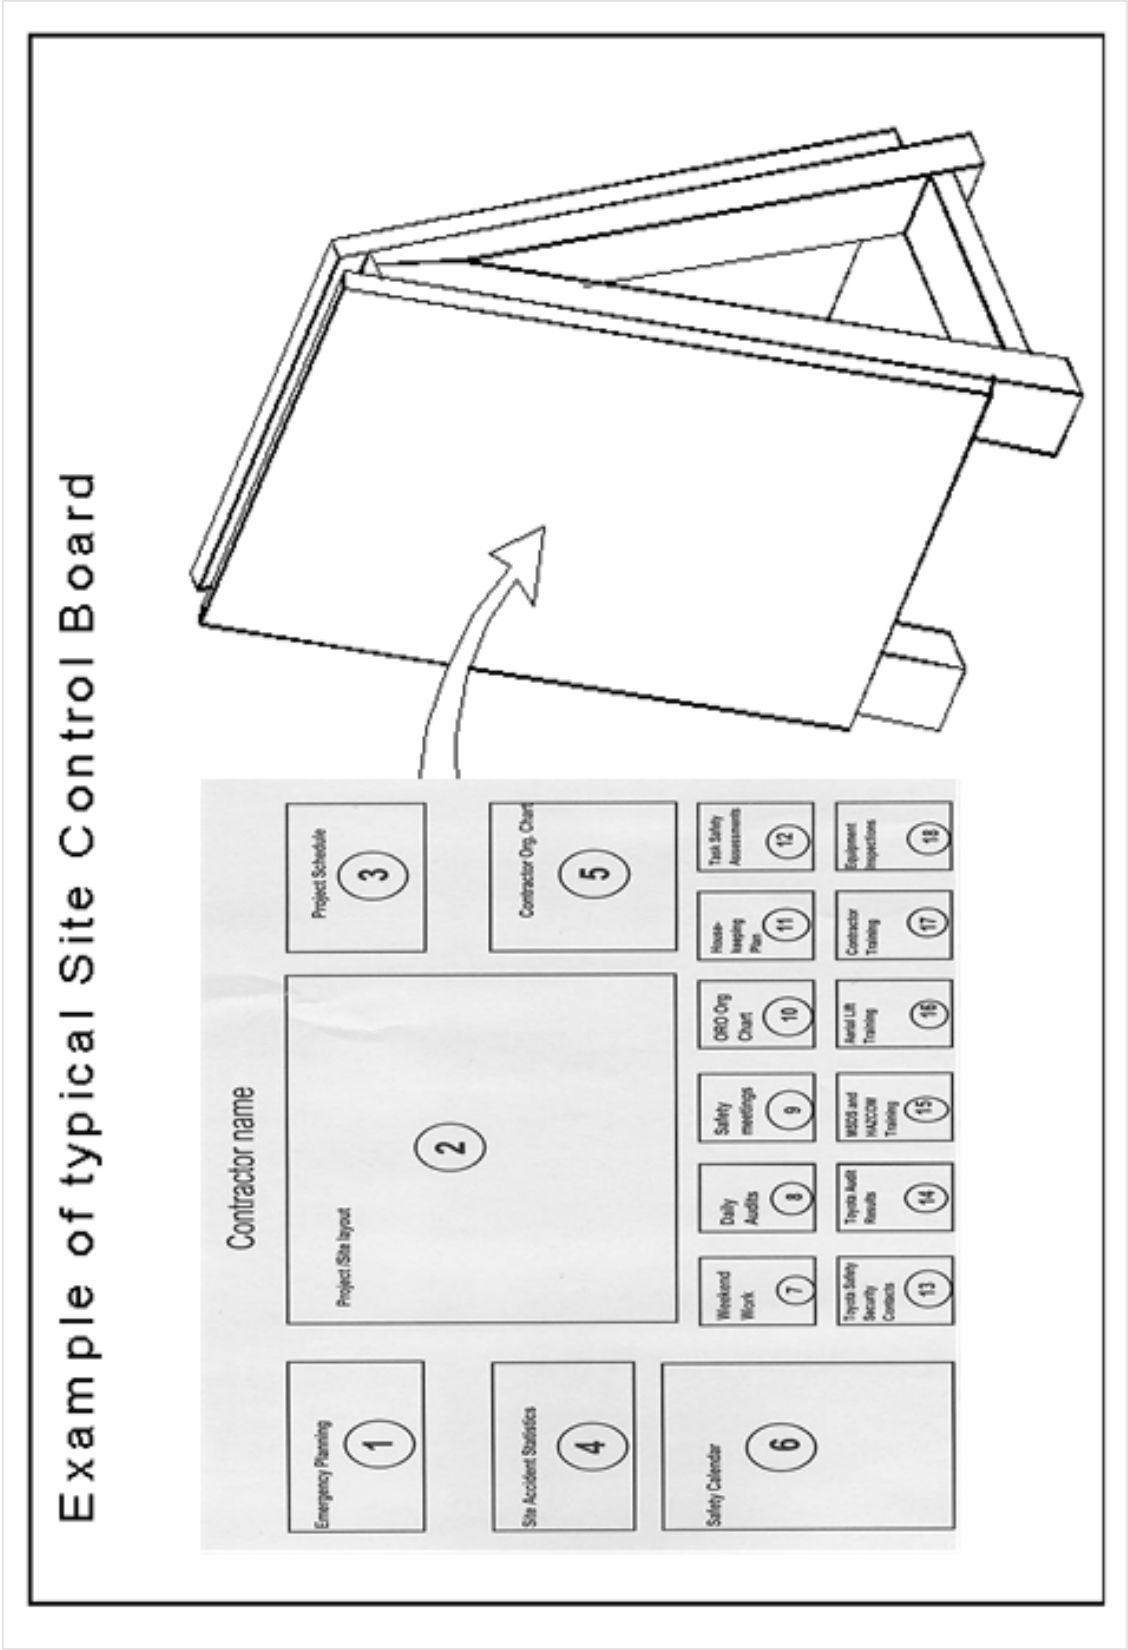 Example of typical Site Control Board
Contractor name
Emergency Planning
1
Project /Site layout
2
Project Schedule
3
Site Accident Statistics
4
Contractor Org. Chart
5
Safety Calendar
6
Weekend
Work
7
Daily
Audits
8
Safety
meetings
9
ORO Org
Chart
10
House-
keeping
Plan
11
Task Safety
Assessments
12
Toyota Safety
Security
Contacts
13
Toyota Audit
Results
14
MSDS and
HAZCOM
Training
15
Aerial Lift
Training
16
Contractor
Training
17
Equipment
Inspections
18